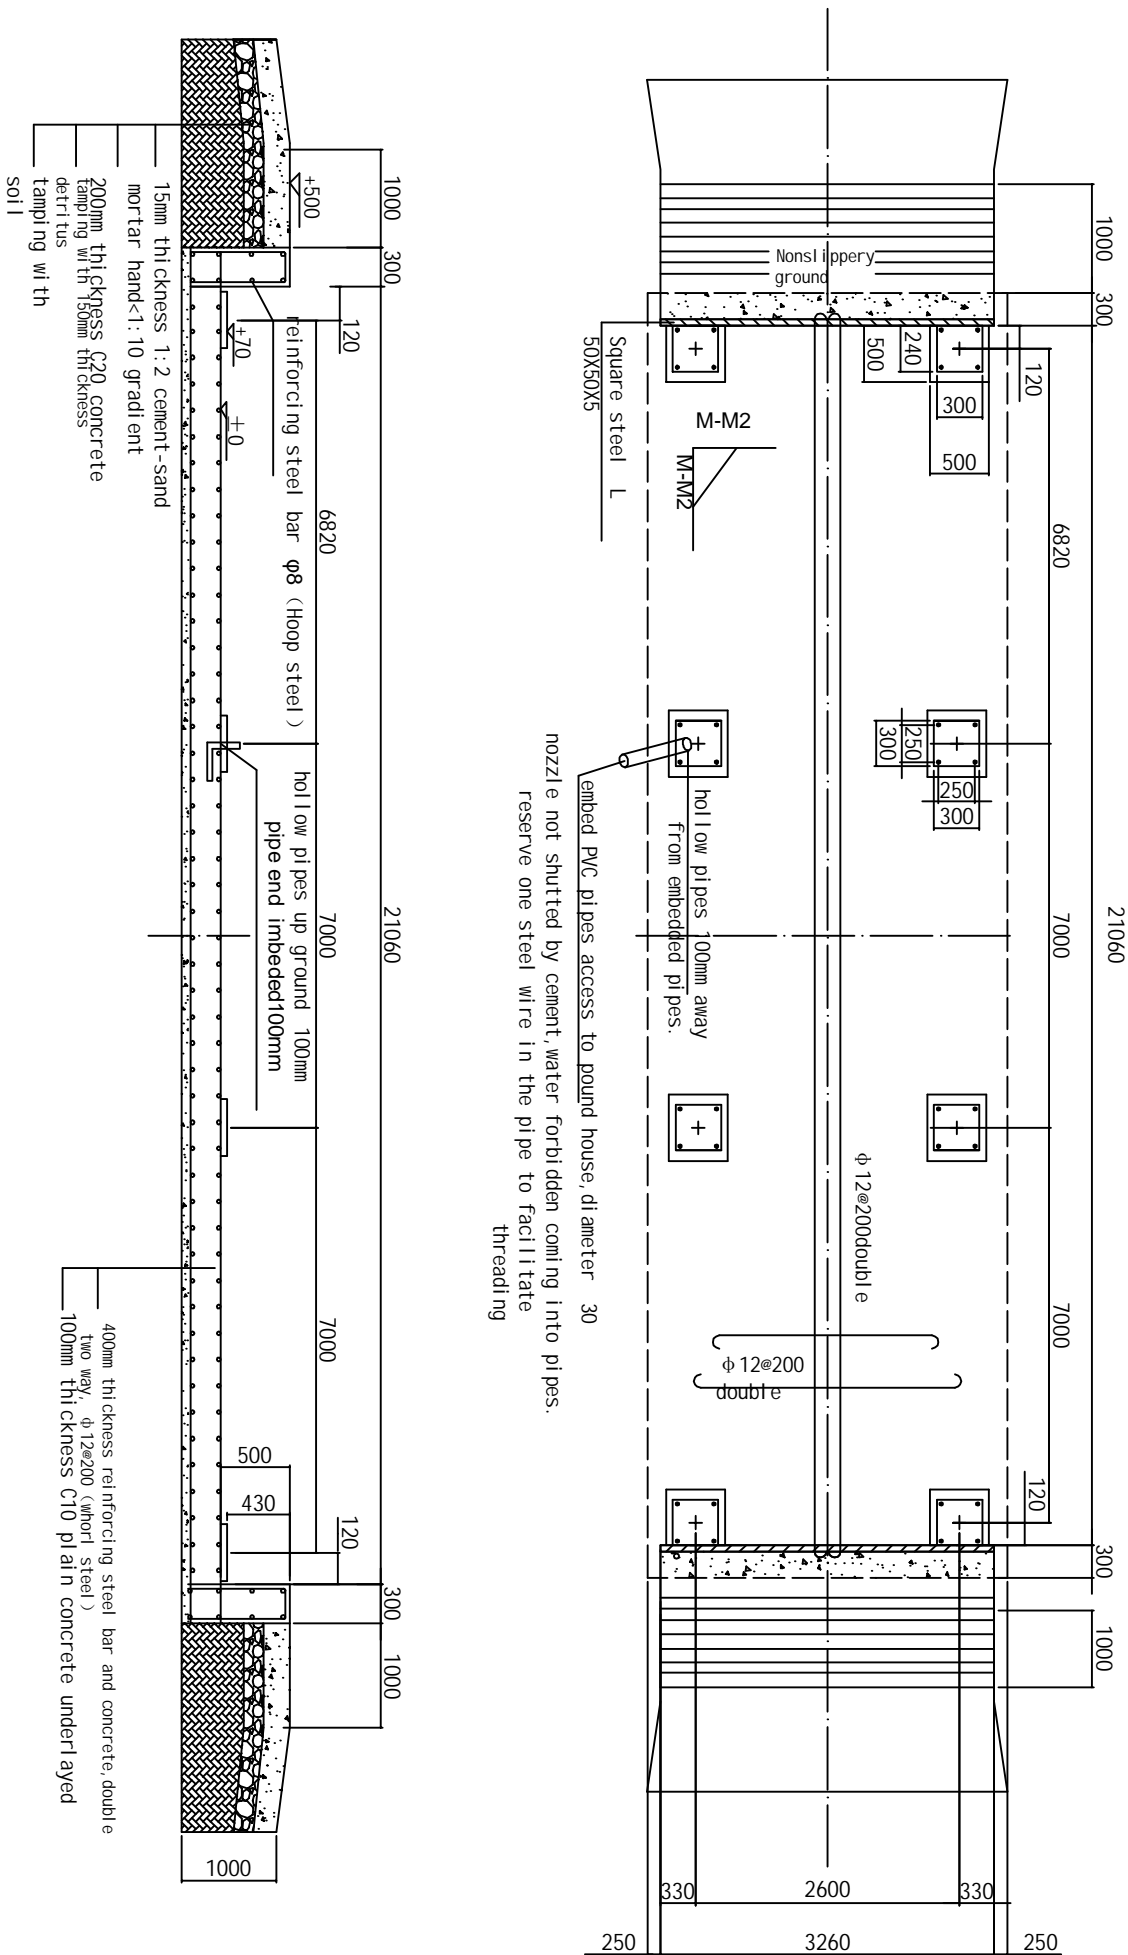 1000
300
120
6820
7000
21060
7000
120
300
1000
Nonslippery
ground
240
500
300
500
Square steel L
50X50X5
M-M2
M-M2
250
300
250
300
hollow pipes 100mm away
from embedded pipes.
embed PVC pipes access to pound house,diameter 30
nozzle not shutted by cement,water forbidden coming into pipes.
reserve one steel wire in the pipe to facilitate
threading
ф12@200double
ф12@200
double
330
2600
330
250
3260
250
1000
300
120
6820
7000
21060
7000
120
300
1000
+500
+70
±0
reinforcing steel bar φ8 (Hoop steel)
hollow pipes up ground 100mm
pipe end imbeded100mm
500
430
15mm thickness 1:2 cement-sand
mortar hand<1:10 gradient
200mm thickness C20 concrete
tamping with 150mm thickness
detritus
tamping with
soil
400mm thickness reinforcing steel bar and concrete,double
two way, ф12@200 (whorl steel)
100mm thickness C10 plain concrete underlayed
1000